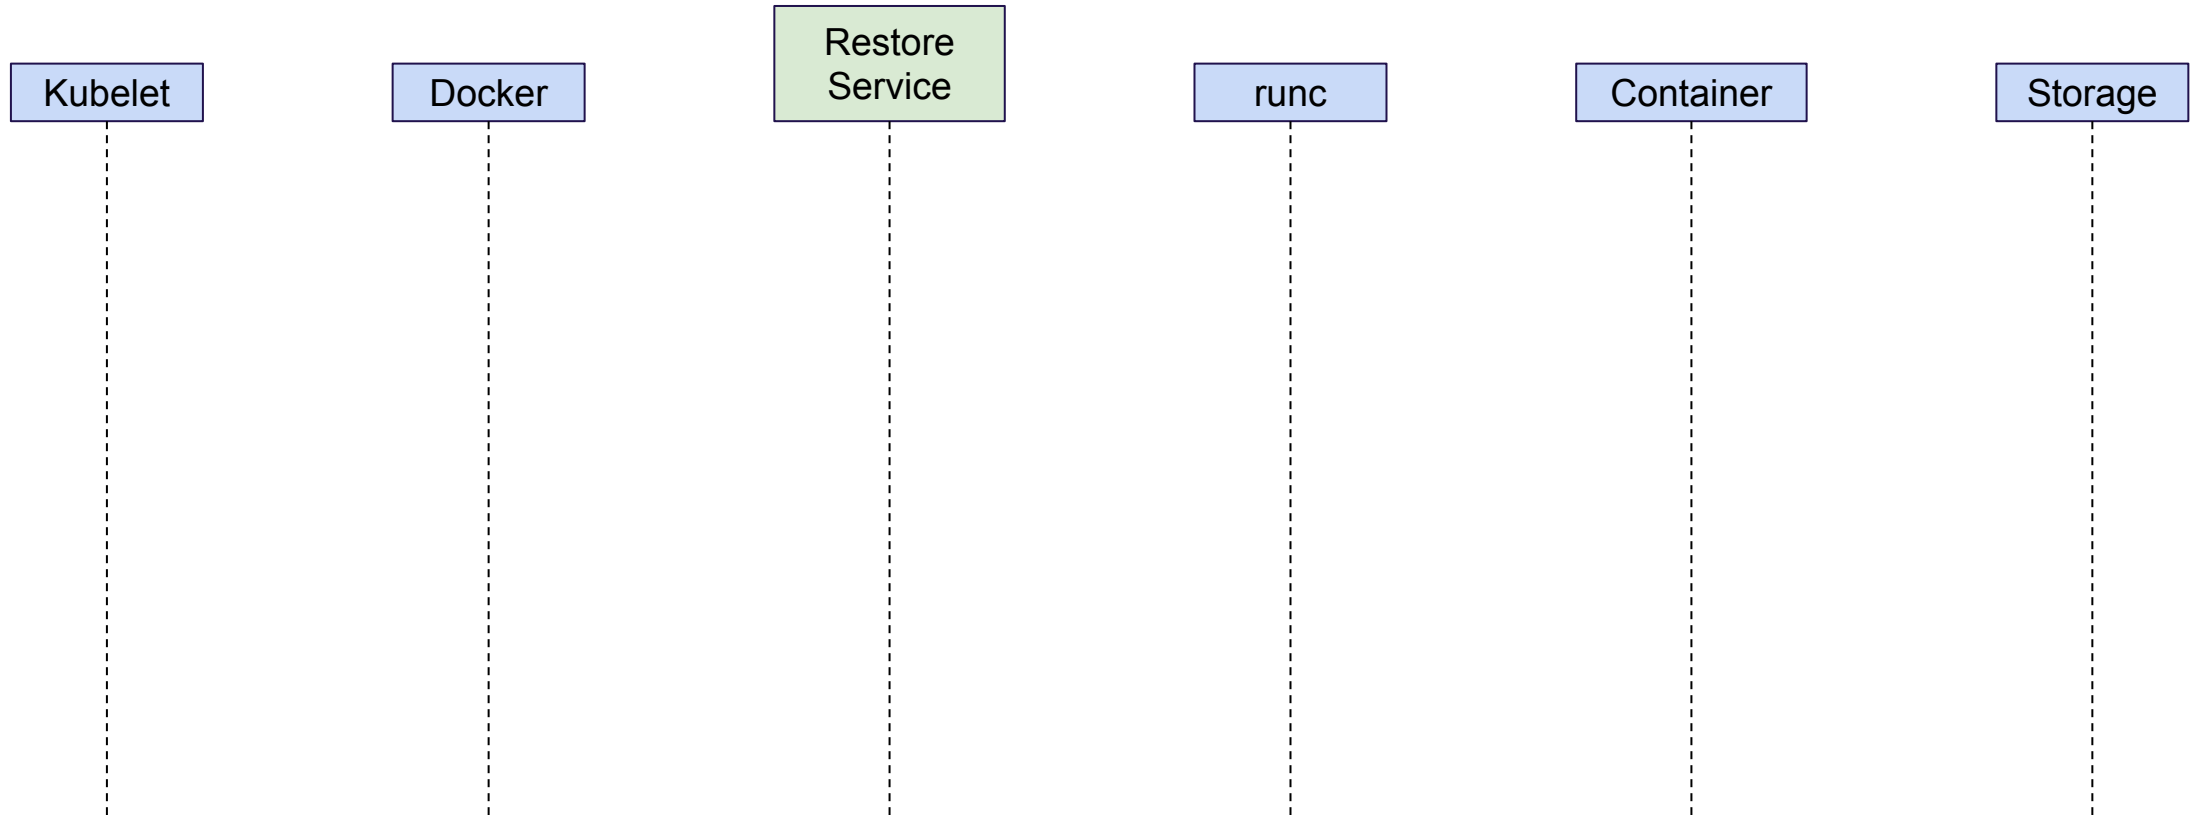 Restore
Service
Kubelet
Docker
runc
Container
Storage